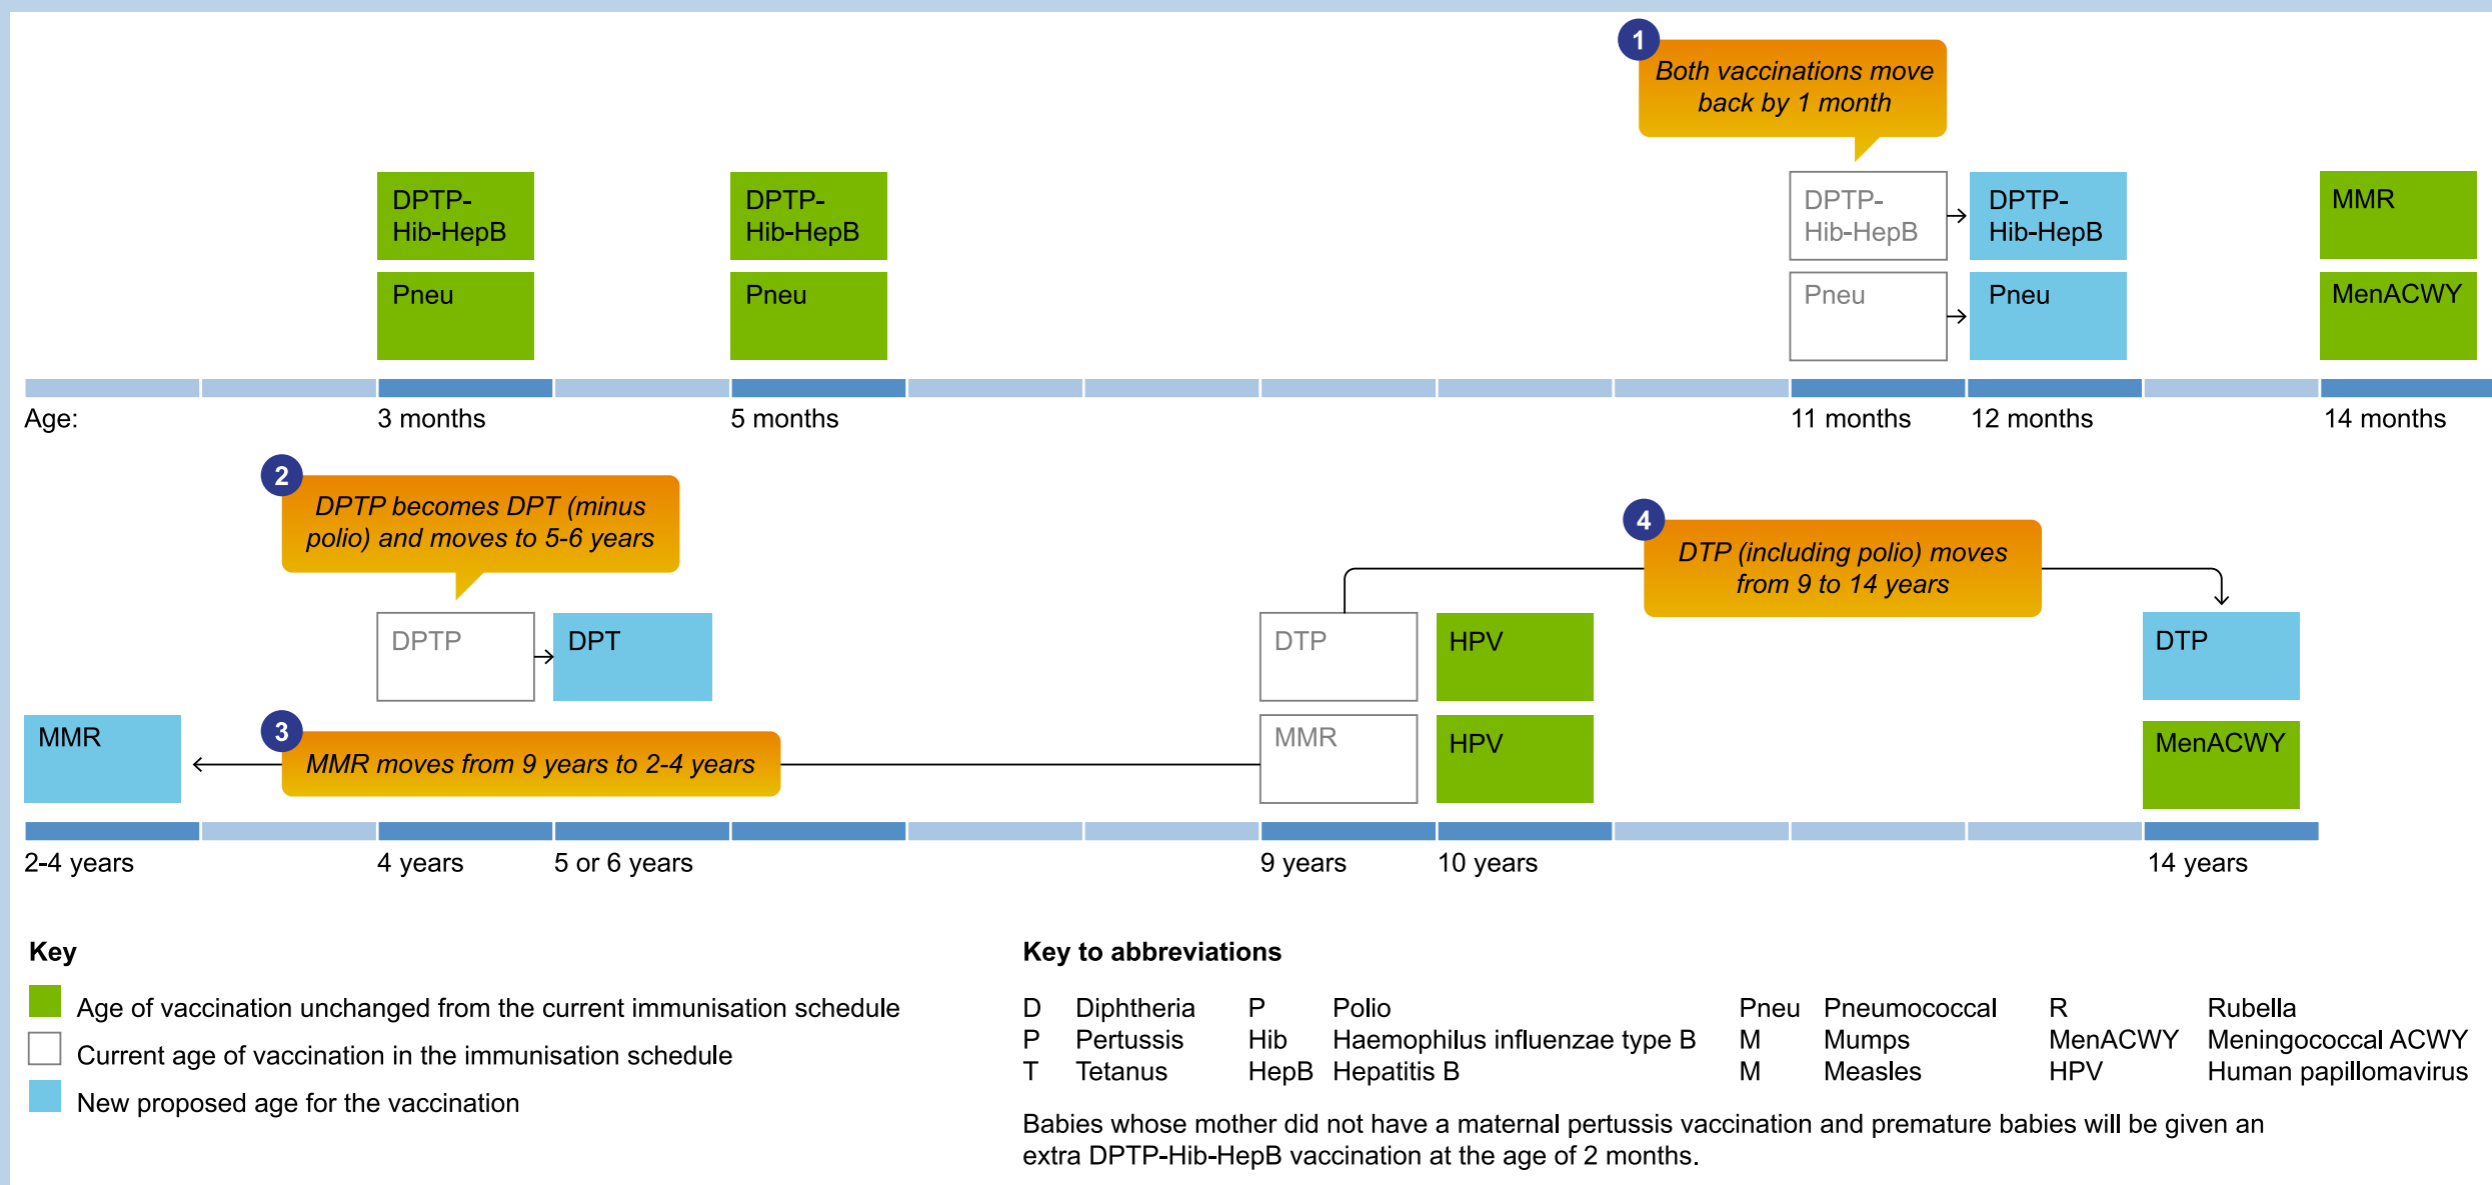 1
Both vaccinations move
back by 1 month
DPTP-
Hib-HepB
DPTP-
Hib-HepB
DPTP-
Hib-HepB
DPTP-
Hib-HepB
MMR
Pneu
Pneu
Pneu
Pneu
MenACWY
Age:
3 months
5 months
11 months
12 months
14 months
2
DPTP becomes DPT (minus
polio) and moves to 5-6 years
4
DTP (including polio) moves
from 9 to 14 years
DPTP
DPT
DTP
HPV
DTP
MMR
3
MMR moves from 9 years to 2-4 years
MMR
HPV
MenACWY
2-4 years
4 years
5 or 6 years
9 years
10 years
14 years
Key
Age of vaccination unchanged from the current immunisation schedule
Current age of vaccination in the immunisation schedule
New proposed age for the vaccination
Key to abbreviations
D Diphtheria P Polio Pneu Pneumococcal R Rubella
P Pertussis Hib Haemophilus influenzae type B M Mumps MenACWY Meningococcal ACWY
T Tetanus HepB Hepatitis B M Measles HPV Human papillomavirus
Babies whose mother did not have a maternal pertussis vaccination and premature babies will be given an
extra DPTP-Hib-HepB vaccination at the age of 2 months.